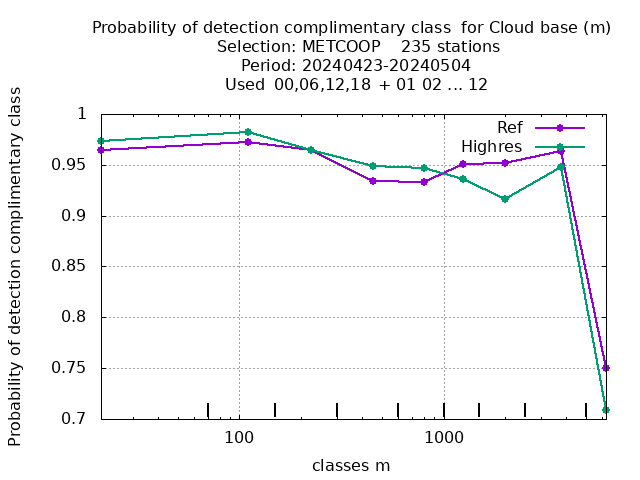 Probability of detection complimentary class  for Cloud base (m)
Selection: METCOOP    235 stations
Period: 20240423-20240504
Used  00,06,12,18  + 01 02 ... 12
Probability of detection complimentary class
1
0.95
0.9
0.85
0.8
0.75
0.7
Ref
Highres
100
1000
classes m